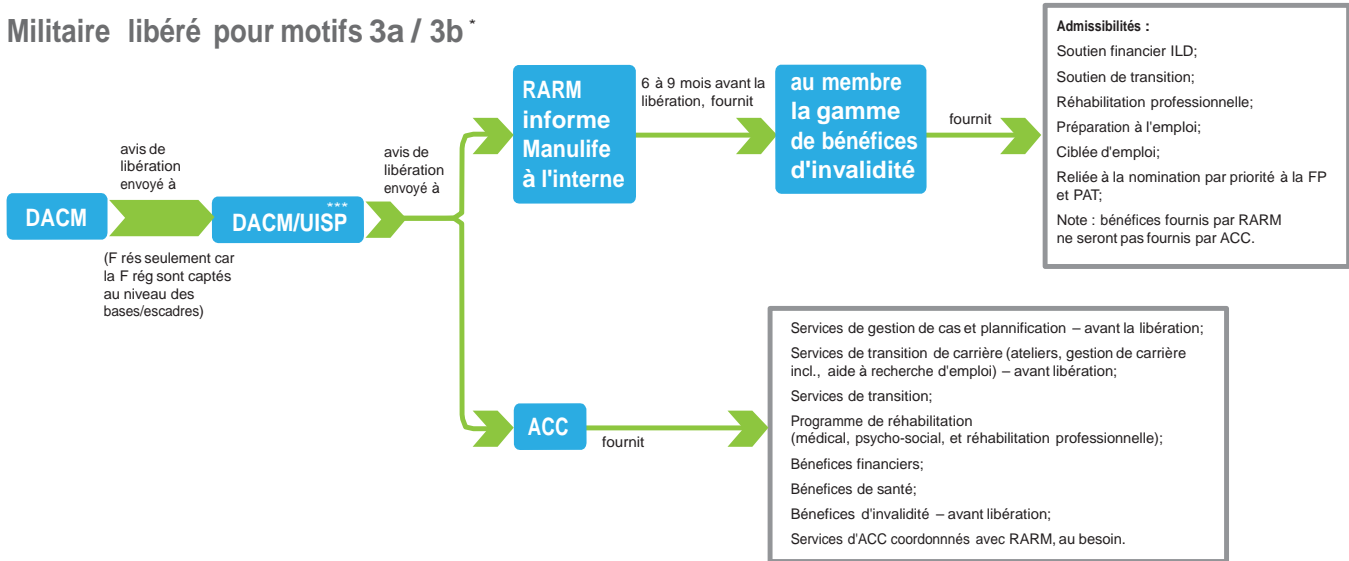 Militaire libéré pour motifs 3a / 3b *
DACM
avis de
libération
envoyé à
(F rés seulement car
la F rég sont captés
au niveau des
bases/escadres)
DACM/UISP ***
avis de
libération
envoyé à
RARM
informe
Manulife
à l'interne
6 à 9 mois avant la
libération, fournit
au membre
la gamme
de bénéfices
d'invalidité
fournit
Admissibilités :
Soutien financier ILD;
Soutien de transition;
Réhabilitation professionnelle;
Préparation à l'emploi;
Ciblée d'emploi;
Reliée à la nomination par priorité à la FP
et PAT;
Note : bénéfices fournis par RARM
ne seront pas fournis par ACC.
ACC
fournit
Services de gestion de cas et plannification – avant la libération;
Services de transition de carrière (ateliers, gestion de carrière
incl., aide à recherche d'emploi) – avant libération;
Services de transition;
Programme de réhabilitation
(médical, psycho-social, et réhabilitation professionnelle);
Bénefices financiers;
Bénefices de santé;
Bénefices d'invalidité – avant libération;
Services d'ACC coordonnnés avec RARM, au besoin.